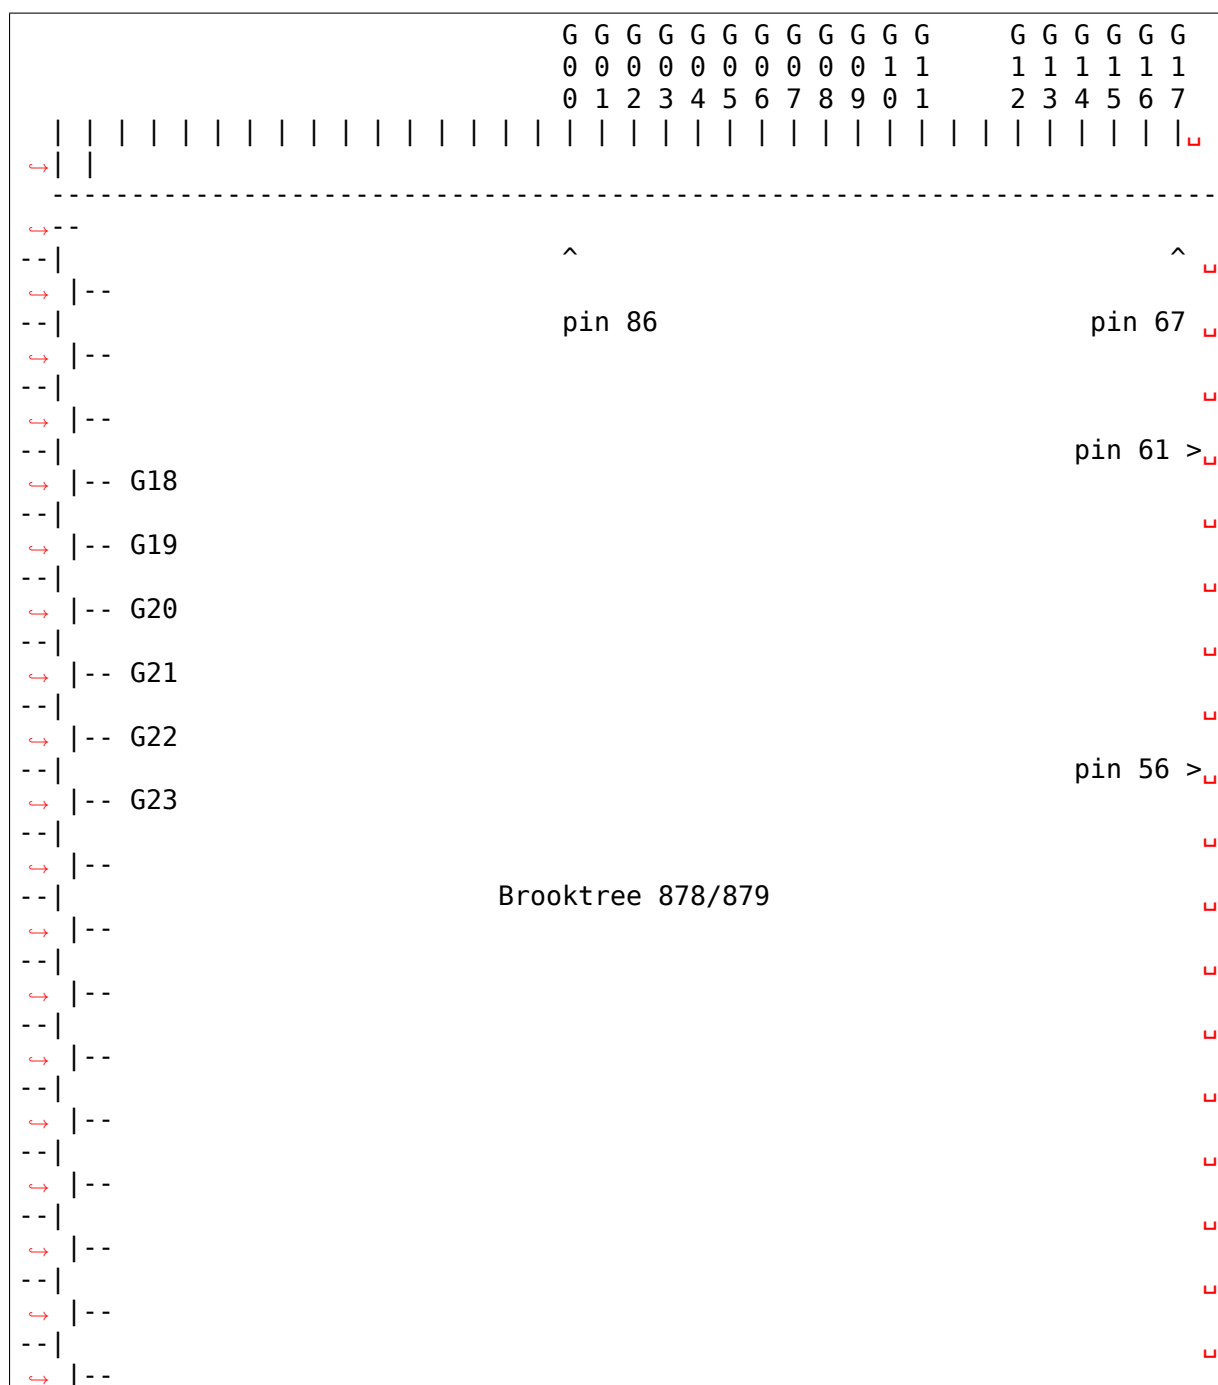 G G G G G G G G G G G G     G G G G G G
0 0 0 0 0 0 0 0 0 0 1 1     1 1 1 1 1 1
0 1 2 3 4 5 6 7 8 9 0 1     2 3 4 5 6 7
| | | | | | | | | | | | | | | | | | | | | | | | | | | | | | | | | | | |␣
↪| |
-------------------------------------------------------------------------
↪--
--| ^ ^ ␣
↪ |--
--| pin 86 pin 67 ␣
↪ |--
--| ␣
↪ |--
--| pin 61 >␣
↪ |-- G18
--| ␣
↪ |-- G19
--| ␣
↪ |-- G20
--| ␣
↪ |-- G21
--| ␣
↪ |-- G22
--| pin 56 >␣
↪ |-- G23
--| ␣
↪ |--
--| Brooktree 878/879 ␣
↪ |--
--| ␣
↪ |--
--| ␣
↪ |--
--| ␣
↪ |--
--| ␣
↪ |--
--| ␣
↪ |--
--| ␣
↪ |--
--| ␣
↪ |--